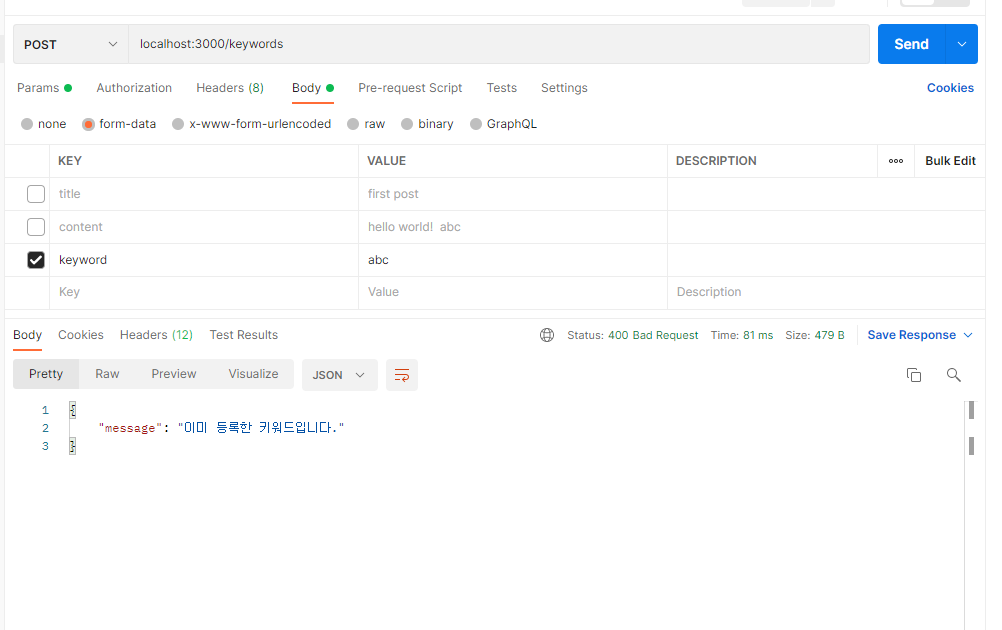 POST localhost:3000/keywords Send
Params Authorization Headers (8) Body Pre-request Script Tests Settings Cookies
none form-data x-www-form-urlencoded raw binary GraphQL
KEY VALUE DESCRIPTION Bulk Edit
title first post
content hello world!  abc
keyword abc
Key Value Description
Body Cookies Headers (12) Test Results Status: 400 Bad Request Time: 81 ms Size: 479 B Save Response
Pretty Raw Preview Visualize JSON
1 {
2 "message": "이미 등록한 키워드입니다."
3 }